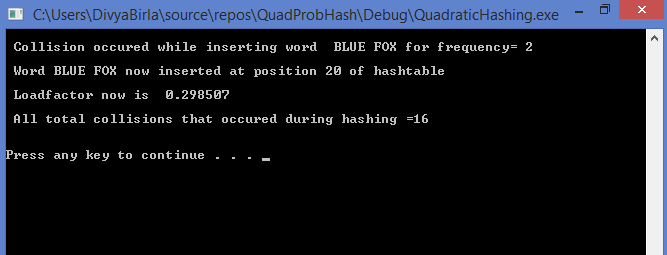 C:\Users\DivyaBirla\source\repos\QuadProbHash\Debug\QuadraticHashing.exe
Collision occured while inserting word  BLUE FOX for frequency= 2
Word BLUE FOX now inserted at position 20 of hashtable
Loadfactor now is  0.298507
All total collisions that occured during hashing =16
Press any key to continue . . .